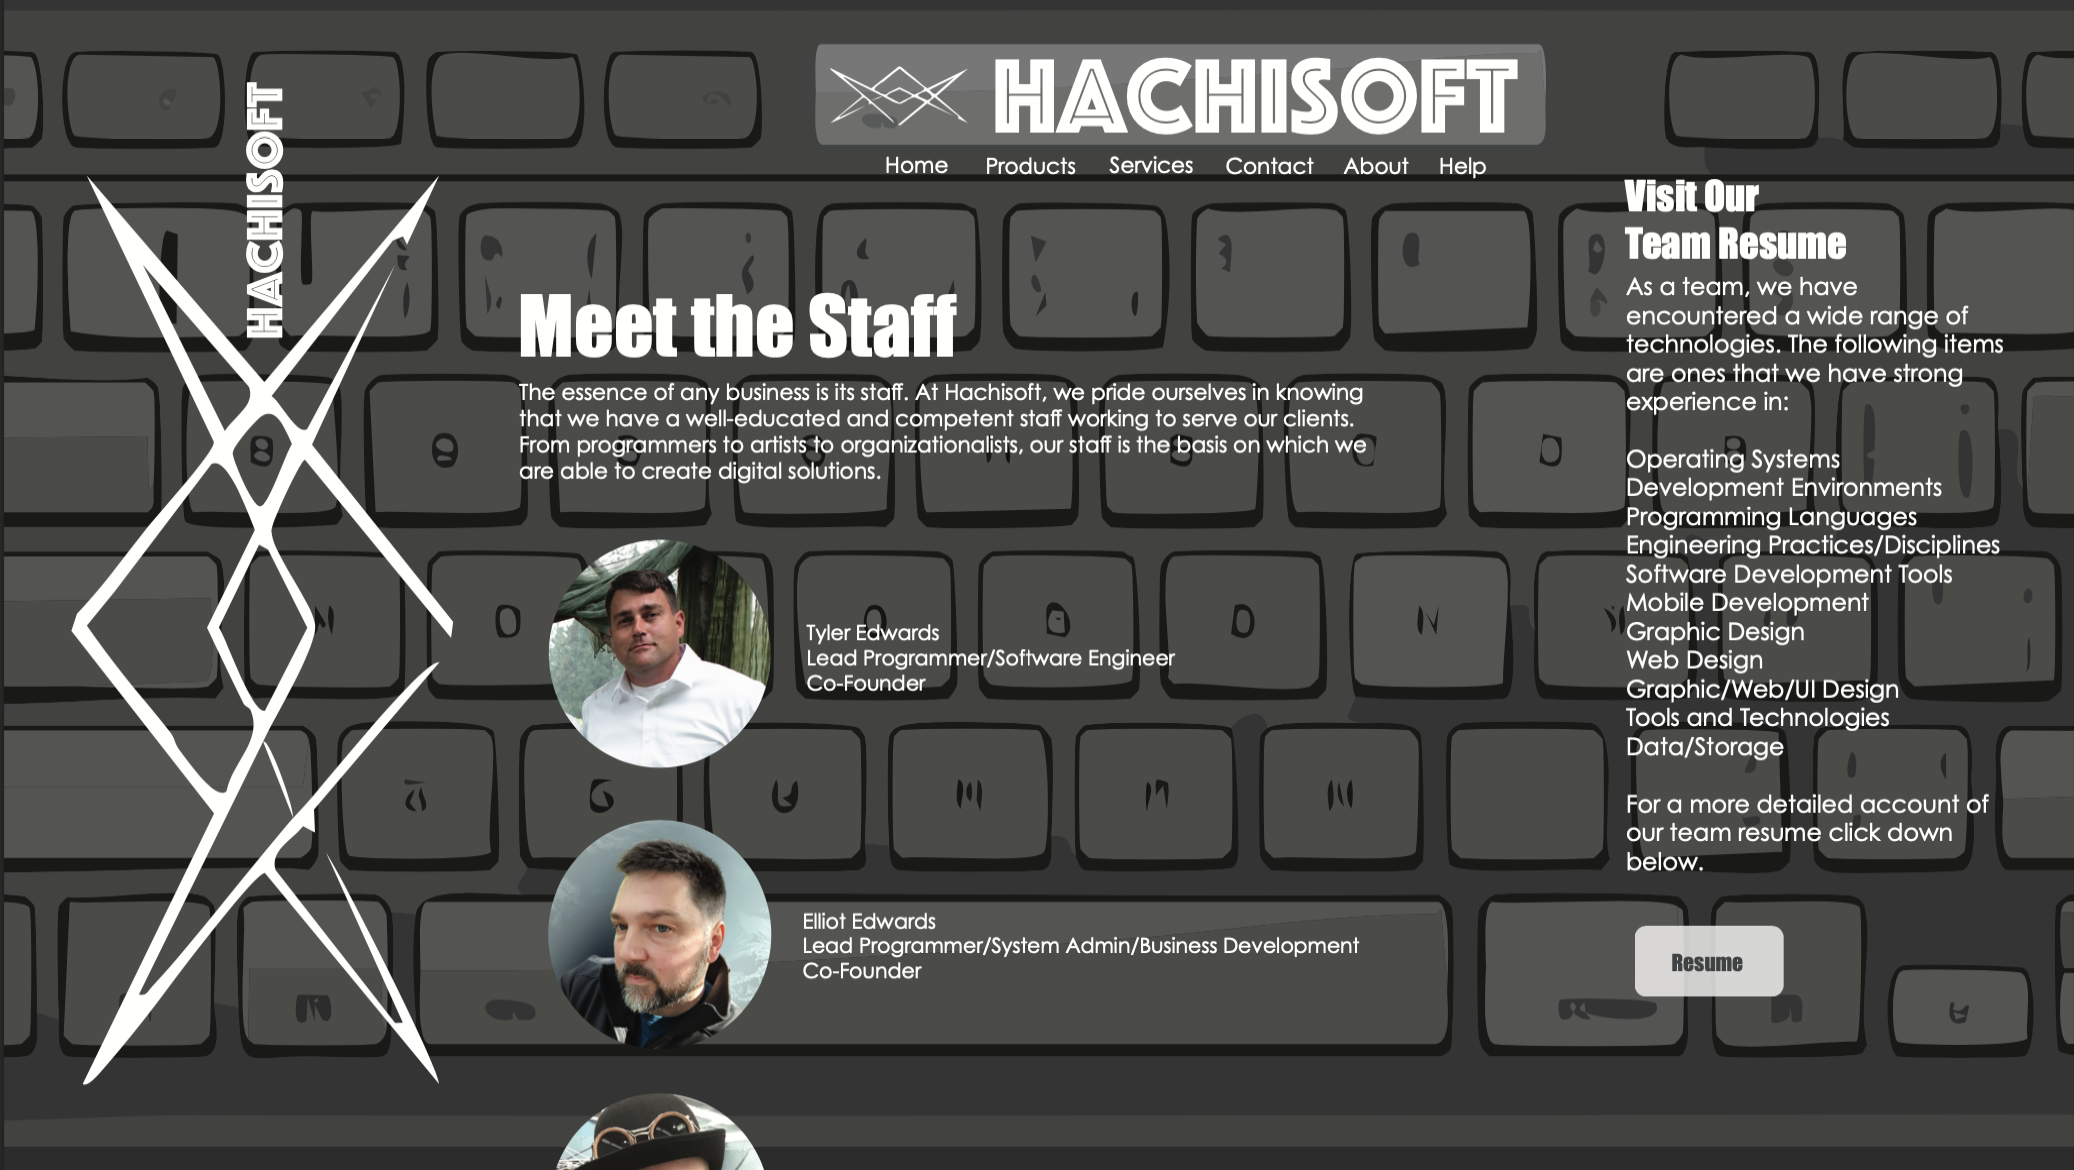 HACHISOFT
HACHISOFT
Home Products Services Contact About Help
Meet the Staff
The essence of any business is its staff. At Hachisoft, we pride ourselves in knowing
that we have a well-educated and competent staff working to serve our clients.
From programmers to artists to organizationalists, our staff is the basis on which we
are able to create digital solutions.
Tyler Edwards
Lead Programmer/Software Engineer
Co-Founder
Elliot Edwards
Lead Programmer/System Admin/Business Development
Co-Founder
Visit Our
Team Resume
As a team, we have
encountered a wide range of
technologies. The following items
are ones that we have strong
experience in:
Operating Systems
Development Environments
Programming Languages
Engineering Practices/Disciplines
Software Development Tools
Mobile Development
Graphic Design
Web Design
Graphic/Web/UI Design
Tools and Technologies
Data/Storage
For a more detailed account of
our team resume click down
below.
Resume